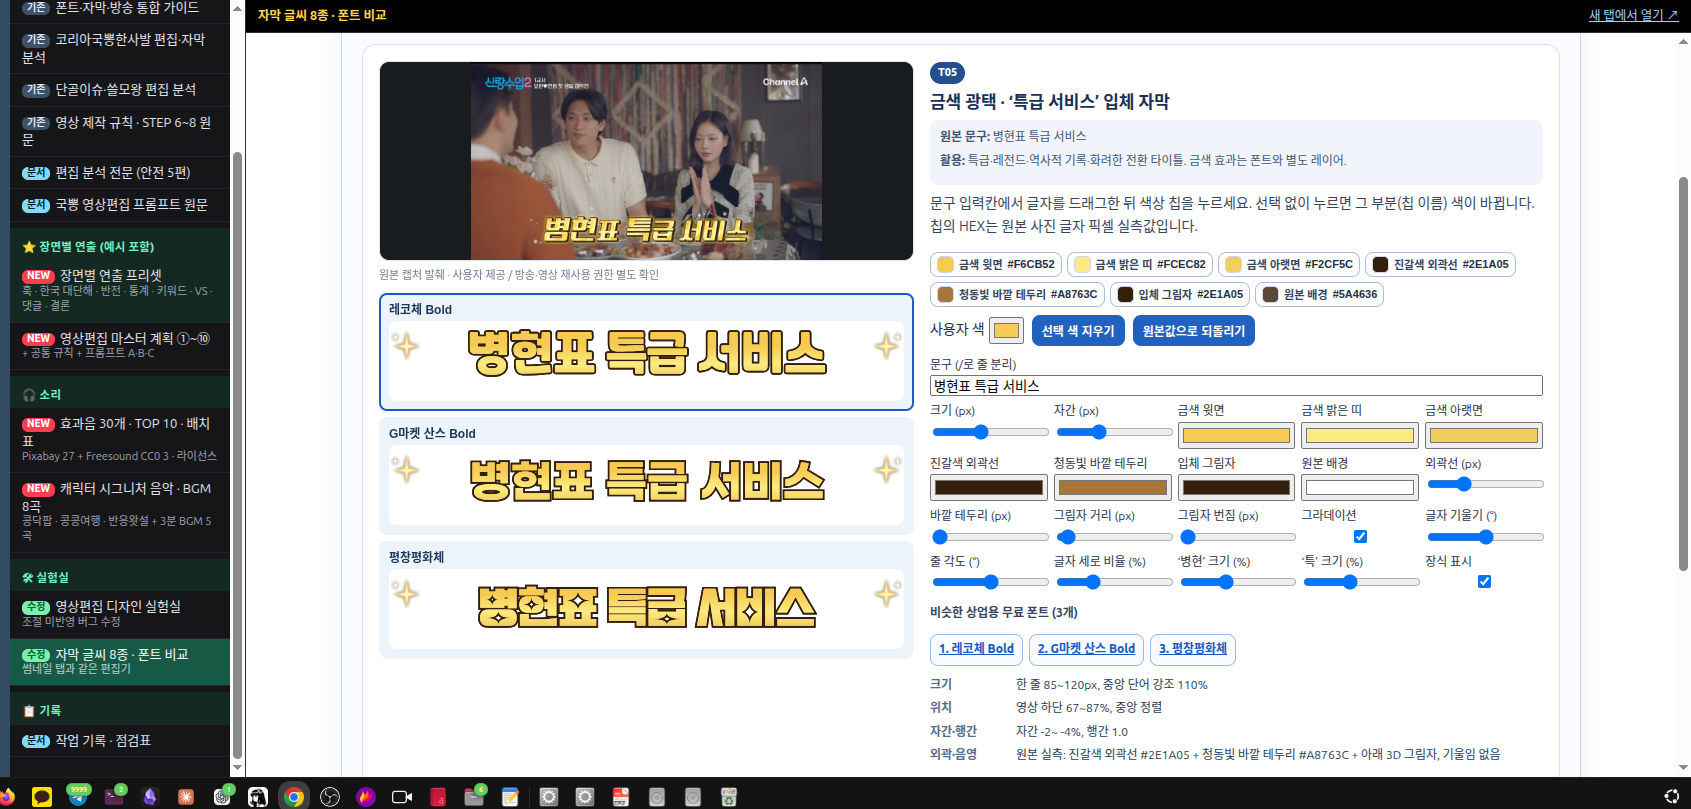 기존 폰트·자막·방송 통합 가이드
기존 코리아국뽕한사발 편집·자막
분석
기존 단골이슈·쓸모왕 편집 분석
기존 영상 제작 규칙 · STEP 6~8 원
문
문서 편집 분석 전문 (안전 5편)
문서 국뽕 영상편집 프롬프트 원문
⭐ 장면별 연출 (예시 포함)
NEW 장면별 연출 프리셋
훅 · 한국 대단해 · 반전 · 통계 · 키워드 · VS ·
댓글 · 결론
NEW 영상편집 마스터 계획 ①~⑩
+ 공통 규칙 + 프롬프트 A·B·C
🎧 소리
NEW 효과음 30개 · TOP 10 · 배치
표
Pixabay 27 + Freesound CC0 3 · 라이선스
NEW 캐릭터 시그니처 음악 · BGM
8곡
콩닥팝 · 콩콩여행 · 반응왓설 + 3분 BGM 5
곡
🛠 실험실
수정 영상편집 디자인 실험실
조절 미반영 버그 수정
수정 자막 글씨 8종 · 폰트 비교
썸네일 탭과 같은 편집기
📋 기록
문서 작업 기록 · 점검표
자막 글씨 8종 · 폰트 비교
새 탭에서 열기 ↗
신랑수업2
Channel A
병현표 특급 서비스
원본 캡처 발췌 · 사용자 제공 / 방송·영상 재사용 권한 별도 확인
레코체 Bold
병현표 특급 서비스
G마켓 산스 Bold
병현표 특급 서비스
평창평화체
병현표 특급 서비스
T05
금색 광택 · ‘특급 서비스’ 입체 자막
원본 문구: 병현표 특급 서비스
활용: 특급·레전드·역사적 기록·화려한 전환 타이틀. 금색 효과는 폰트와 별도 레이어.
문구 입력칸에서 글자를 드래그한 뒤 색상 칩을 누르세요. 선택 없이 누르면 그 부분(칩 이름) 색이 바뀝니다.
칩의 HEX는 원본 사진 글자 픽셀 실측값입니다.
금색 윗면 #F6CB52 금색 밝은 띠 #FCEC82 금색 아랫면 #F2CF5C 진갈색 외곽선 #2E1A05
청동빛 바깥 테두리 #A8763C 입체 그림자 #2E1A05 원본 배경 #5A4636
사용자 색 선택 색 지우기 원본값으로 되돌리기
문구 (/로 줄 분리)
병현표 특급 서비스
크기 (px) 자간 (px) 금색 윗면 금색 밝은 띠 금색 아랫면
진갈색 외곽선 청동빛 바깥 테두리 입체 그림자 원본 배경 외곽선 (px)
바깥 테두리 (px) 그림자 거리 (px) 그림자 번짐 (px) 그라데이션 글자 기울기 (°)
줄 각도 (°) 글자 세로 비율 (%) ‘병현’ 크기 (%) ‘특’ 크기 (%) 장식 표시
비슷한 상업용 무료 폰트 (3개)
1. 레코체 Bold 2. G마켓 산스 Bold 3. 평창평화체
크기 한 줄 85~120px, 중앙 단어 강조 110%
위치 영상 하단 67~87%, 중앙 정렬
자간·행간 자간 -2~ -4%, 행간 1.0
외곽·음영 원본 실측: 진갈색 외곽선 #2E1A05 + 청동빛 바깥 테두리 #A8763C + 아래 3D 그림자, 기울임 없음
9999
2
1
6